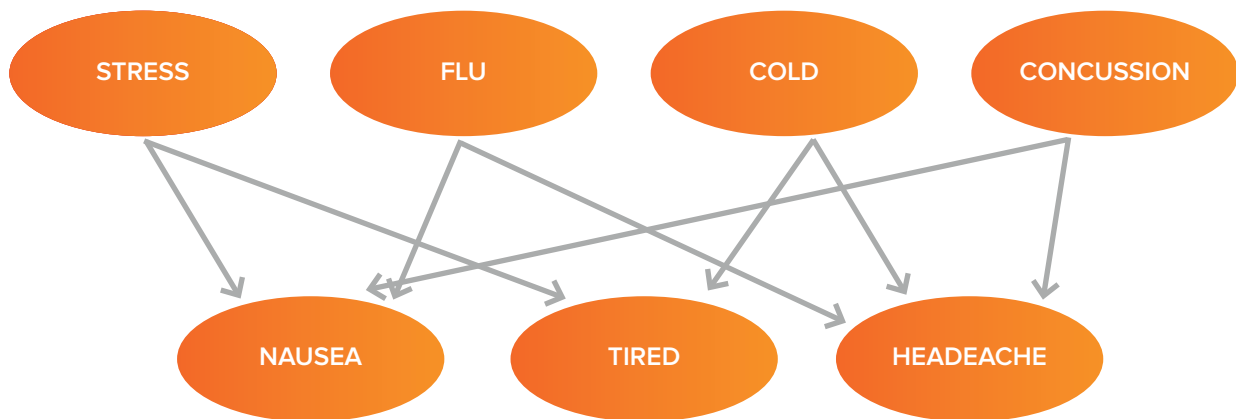 STRESS
FLU
COLD
CONCUSSION
NAUSEA
TIRED
HEADEACHE